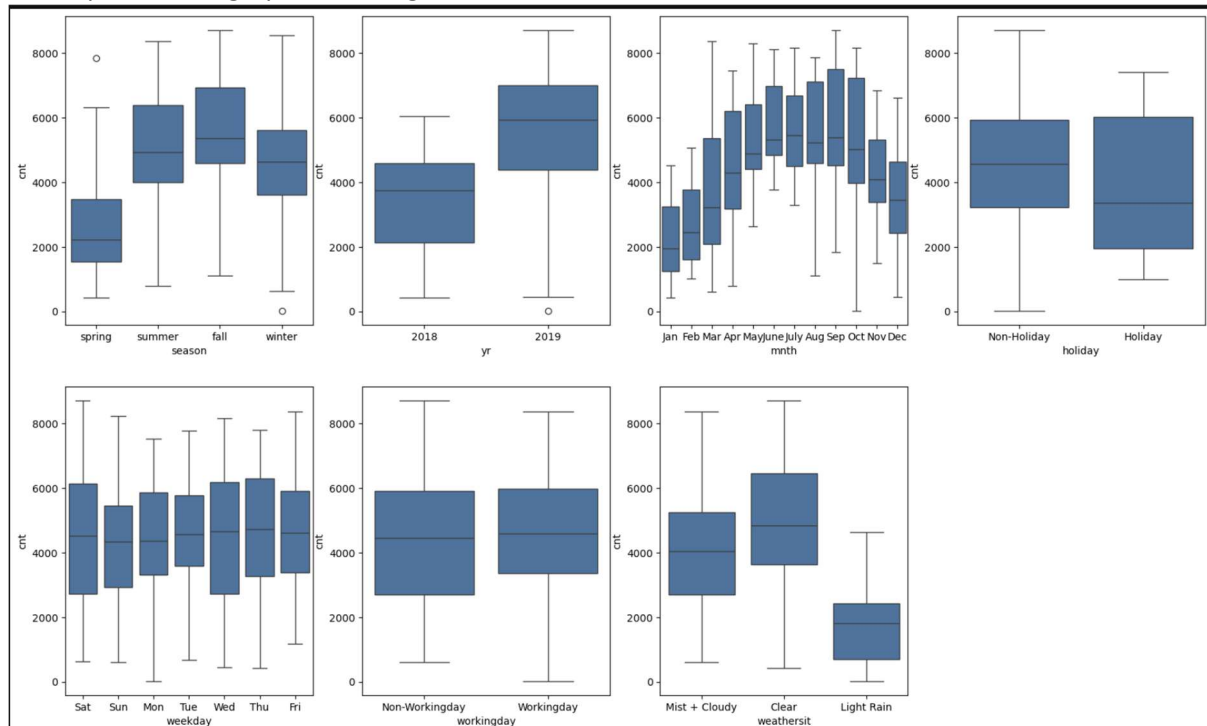 8000
6000
4000
2000
0
cnt
spring summer fall winter
season
8000
6000
4000
2000
0
cnt
2018 2019
yr
8000
6000
4000
2000
0
cnt
Jan Feb Mar Apr May June July Aug Sep Oct Nov Dec
mnth
8000
6000
4000
2000
0
cnt
Non-Holiday Holiday
holiday
8000
6000
4000
2000
0
cnt
Sat Sun Mon Tue Wed Thu Fri
weekday
8000
6000
4000
2000
0
cnt
Non-Workingday Workingday
workingday
8000
6000
4000
2000
0
cnt
Mist + Cloudy Clear Light Rain
weathersit